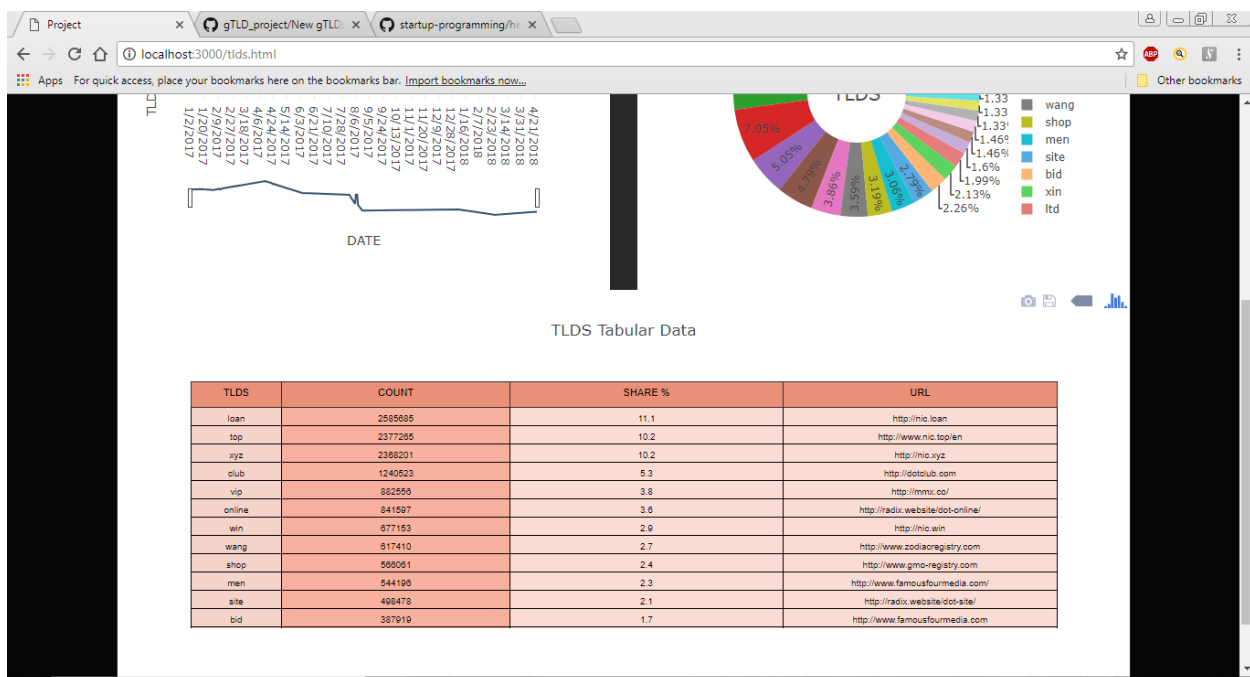 Project
gTLD_project/New gTLD
startup-programming/he
localhost:3000/tlds.html
ABP
S
Apps For quick access, place your bookmarks here on the bookmarks bar. Import bookmarks now...
Other bookmarks
TLD
1/2/2017
1/20/2017
2/9/2017
2/27/2017
3/18/2017
4/6/2017
4/24/2017
5/14/2017
6/3/2017
6/21/2017
7/10/2017
7/28/2017
8/6/2017
9/5/2017
9/24/2017
10/13/2017
11/1/2017
11/20/2017
12/9/2017
12/28/2017
1/16/2018
2/7/2018
2/23/2018
3/14/2018
3/31/2018
4/21/2018
DATE
TLDS
7.05%
5.05%
4.79%
3.86%
3.59%
3.19%
3.06%
2.79%
2.26%
2.13%
1.99%
1.6%
1.46%
1.46%
1.33%
1.33
1.33
wang
shop
men
site
bid
xin
ltd
TLDS Tabular Data
TLDS COUNT SHARE % URL
loan 2585685 11.1 http://nic.loan
top 2377265 10.2 http://www.nic.top/en
xyz 2368201 10.2 http://nic.xyz
club 1240523 5.3 http://dotclub.com
vip 882556 3.8 http://mmx.co/
online 841597 3.6 http://radix.website/dot-online/
win 677153 2.9 http://nic.win
wang 617410 2.7 http://www.zodiacregistry.com
shop 566061 2.4 http://www.gmo-registry.com
men 544196 2.3 http://www.famousfourmedia.com/
site 498478 2.1 http://radix.website/dot-site/
bid 387919 1.7 http://www.famousfourmedia.com